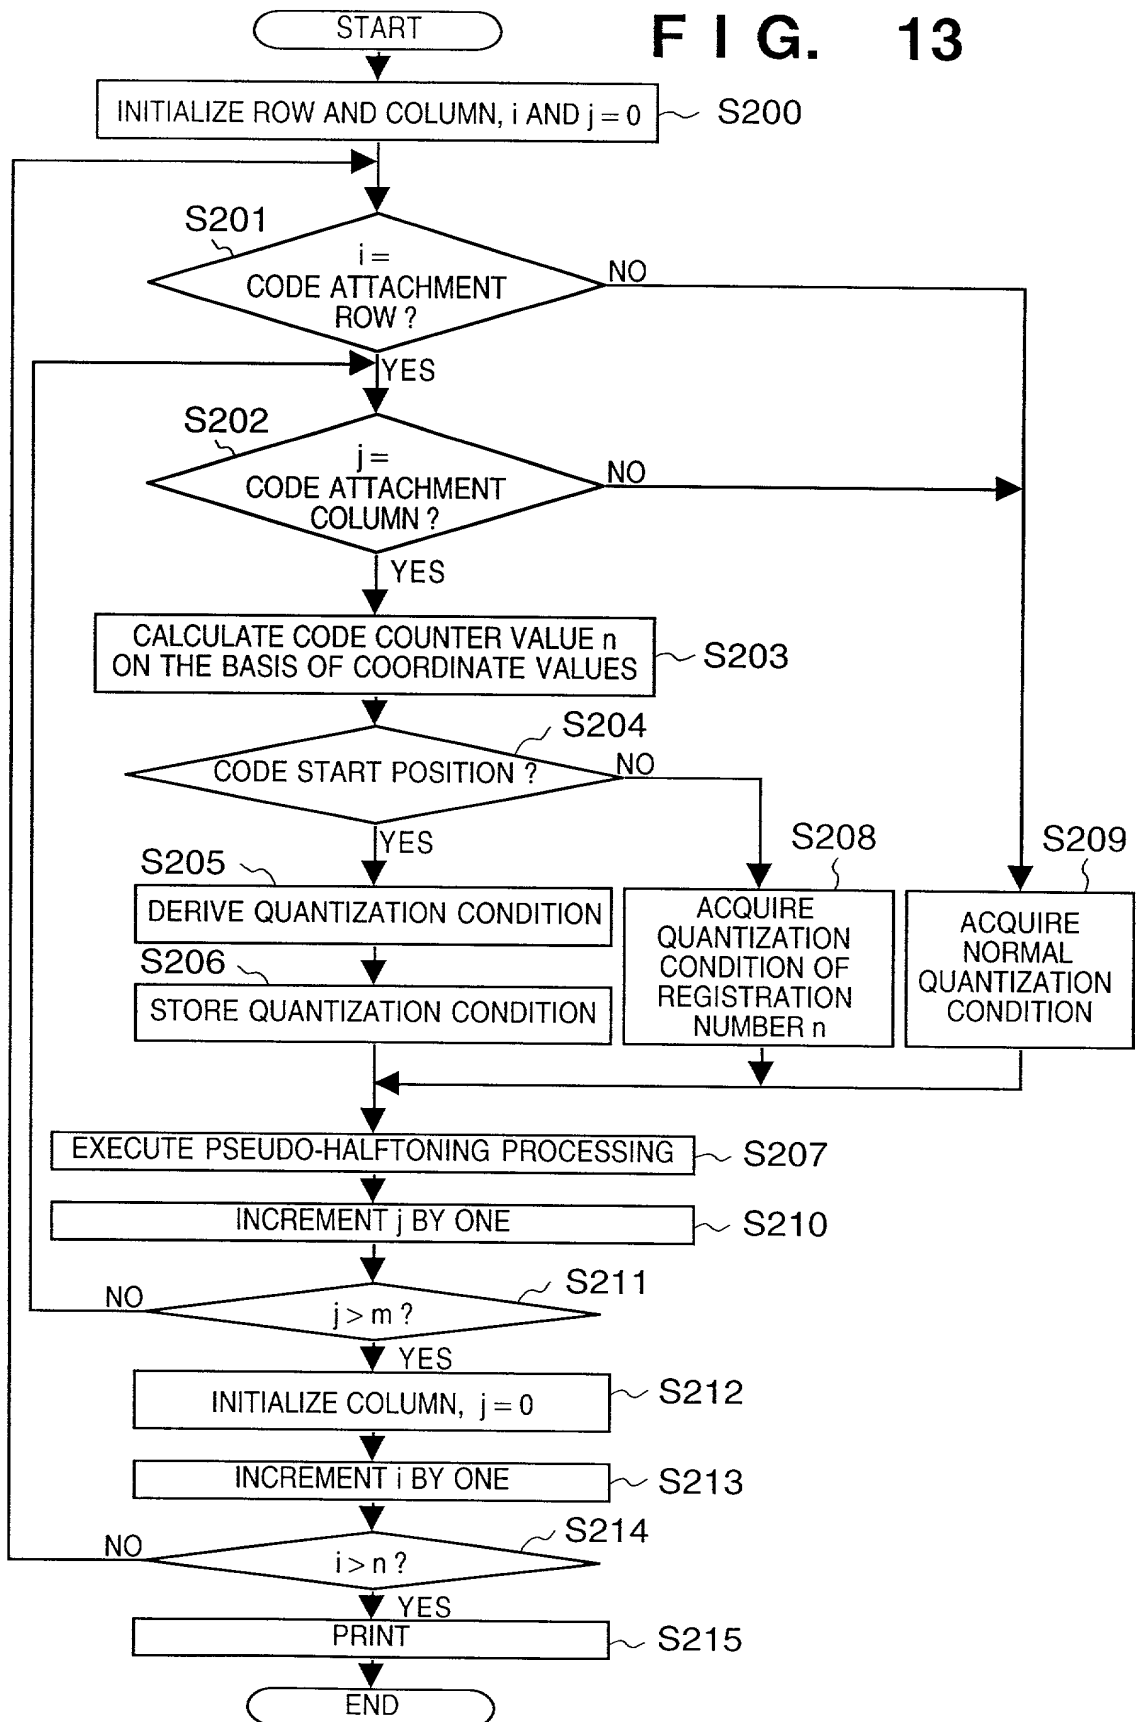 START
FIG. 13
INITIALIZE ROW AND COLUMN, i AND j = 0
S200
S201
i =
CODE ATTACHMENT
ROW ?
NO
YES
S202
j =
CODE ATTACHMENT
COLUMN ?
NO
YES
CALCULATE CODE COUNTER VALUE n
ON THE BASIS OF COORDINATE VALUES
S203
S204
CODE START POSITION ?
NO
YES
S205
DERIVE QUANTIZATION CONDITION
S206
STORE QUANTIZATION CONDITION
S208
ACQUIRE
QUANTIZATION
CONDITION OF
REGISTRATION
NUMBER n
S209
ACQUIRE
NORMAL
QUANTIZATION
CONDITION
EXECUTE PSEUDO-HALFTONING PROCESSING
S207
INCREMENT j BY ONE
S210
S211
NO
j > m ?
YES
INITIALIZE COLUMN, j = 0
S212
INCREMENT i BY ONE
S213
S214
NO
i > n ?
YES
PRINT
S215
END